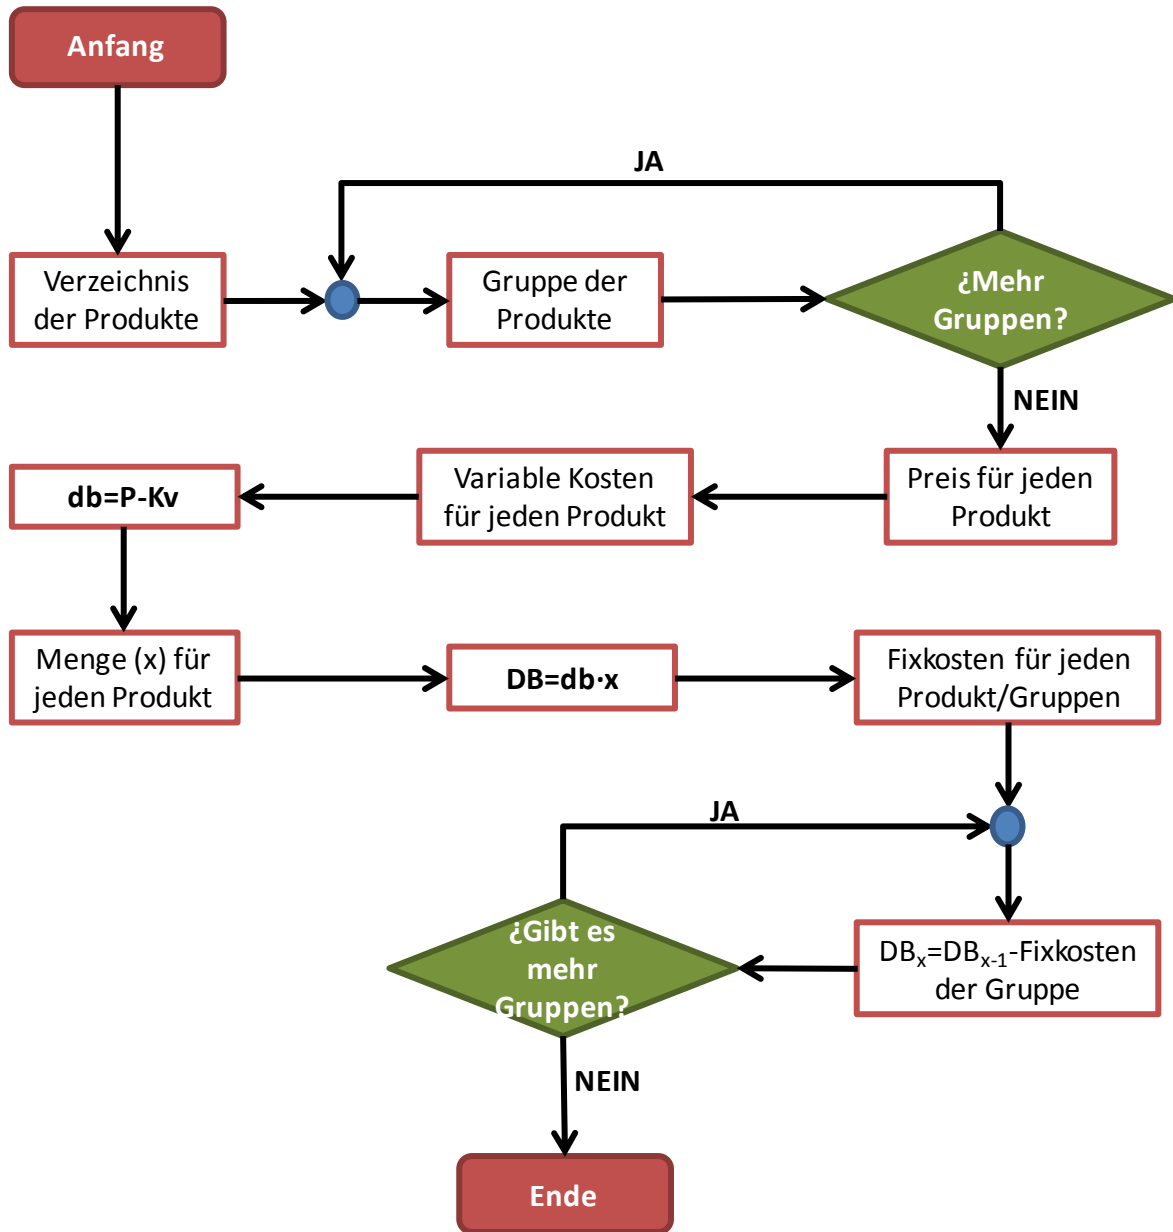 Anfang
JA
Verzeichnis
der Produkte
Gruppe der
Produkte
¿Mehr
Gruppen?
NEIN
db=P-Kv
Variable Kosten
für jeden Produkt
Preis für jeden
Produkt
Menge (x) für
jeden Produkt
DB=db·x
Fixkosten für jeden
Produkt/Gruppen
JA
¿Gibt es
mehr
Gruppen?
DBₓ=DBₓ₋₁-Fixkosten
der Gruppe
NEIN
Ende